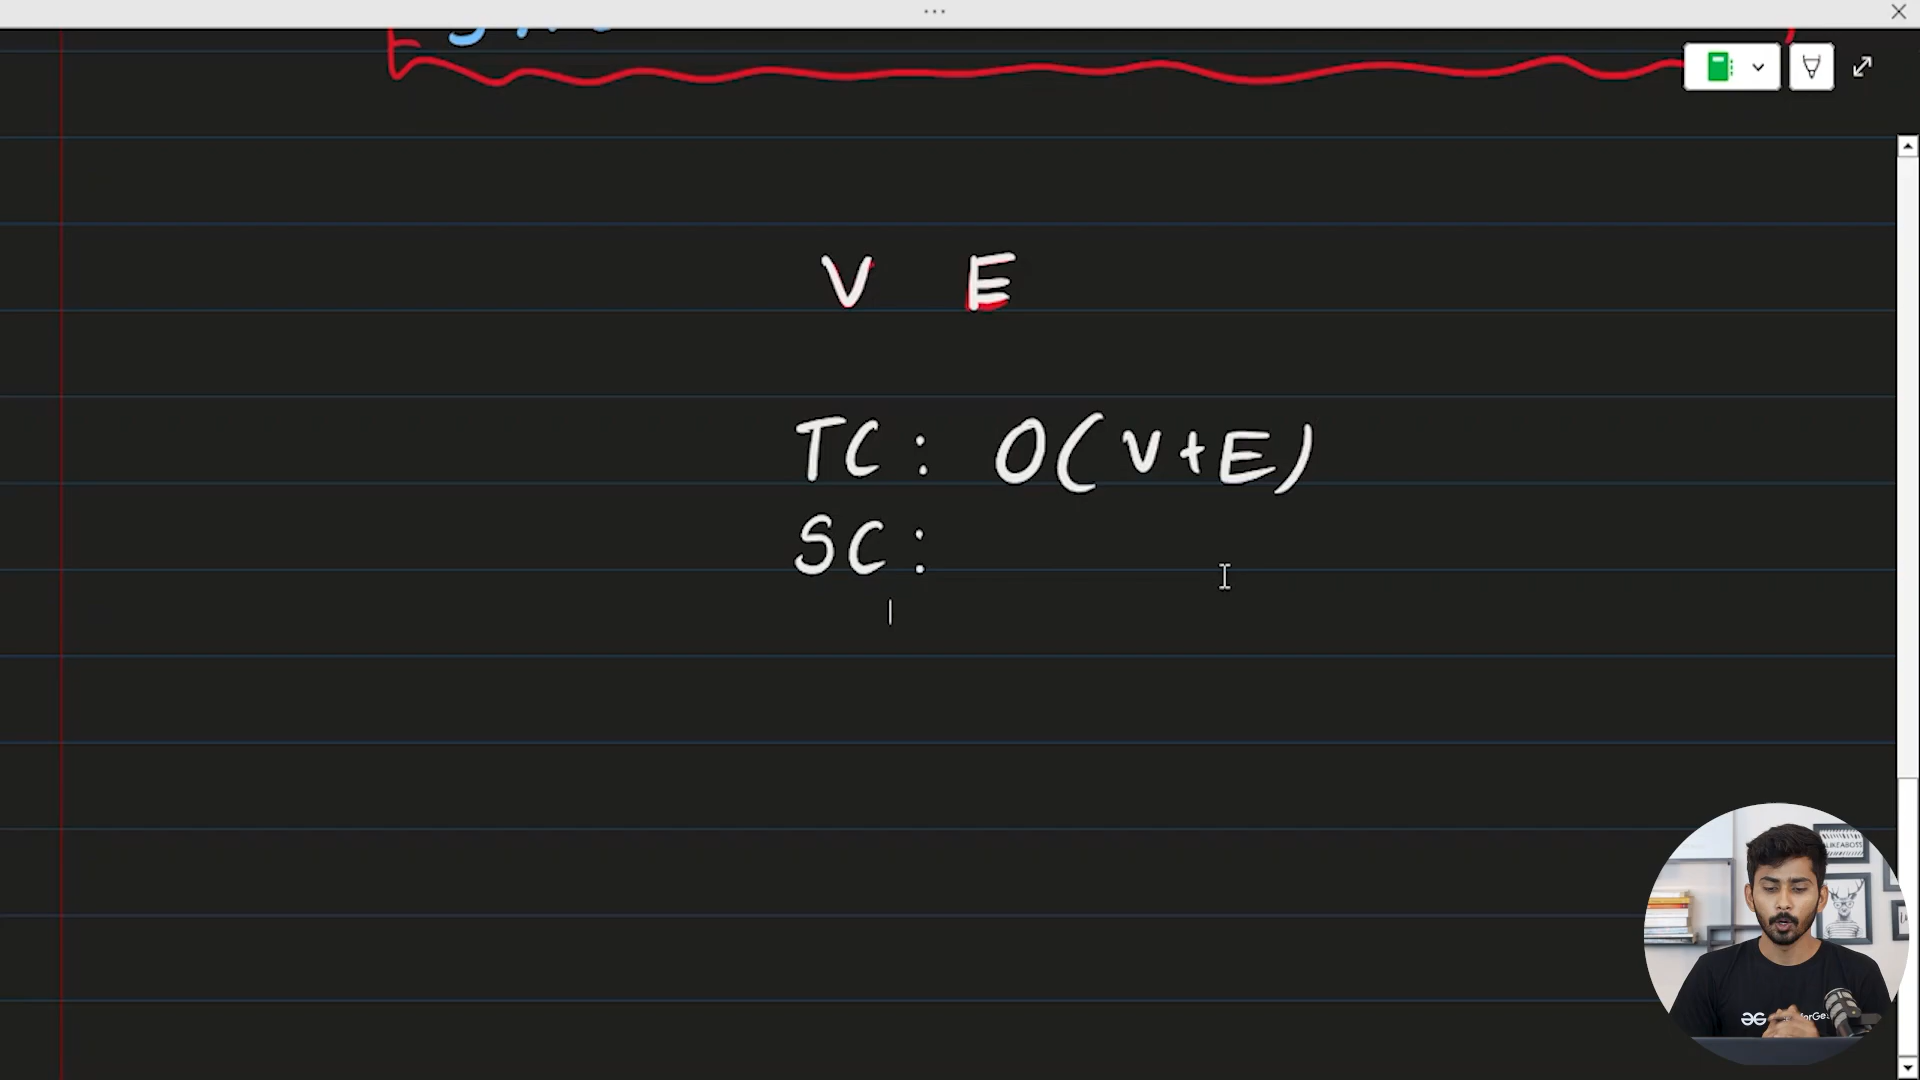 V E
TC : O(V+E)
SC :